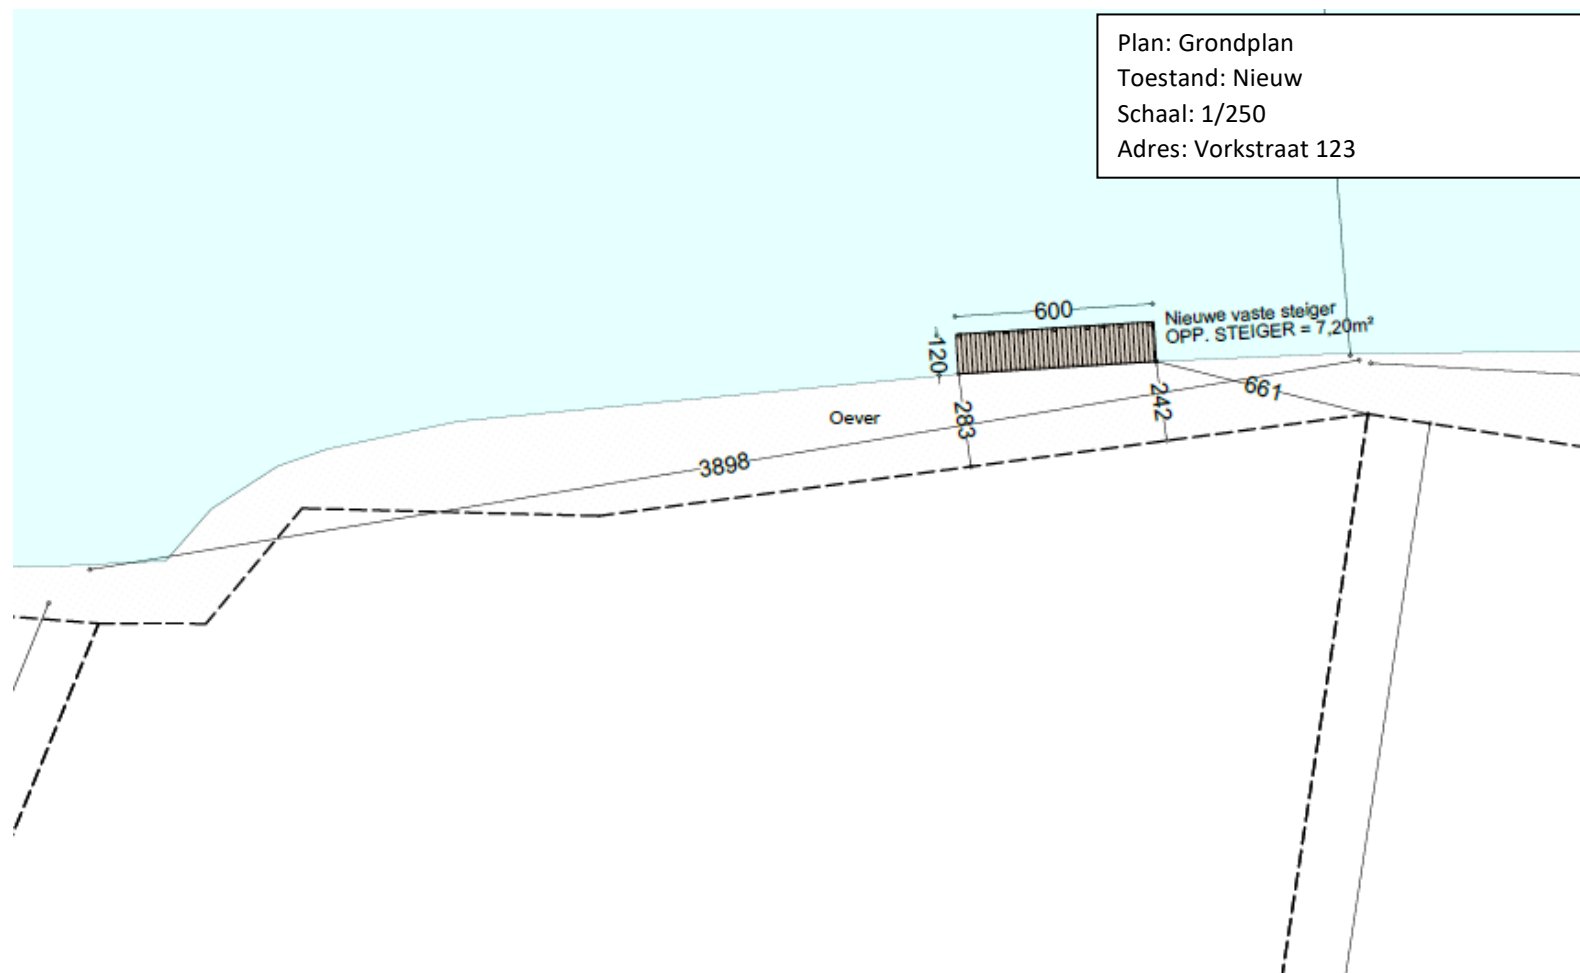 Plan: Grondplan
Toestand: Nieuw
Schaal: 1/250
Adres: Vorkstraat 123
600
Nieuwe vaste steiger
OPP. STEIGER = 7,20m²
120
283
242
661
Oever
3898